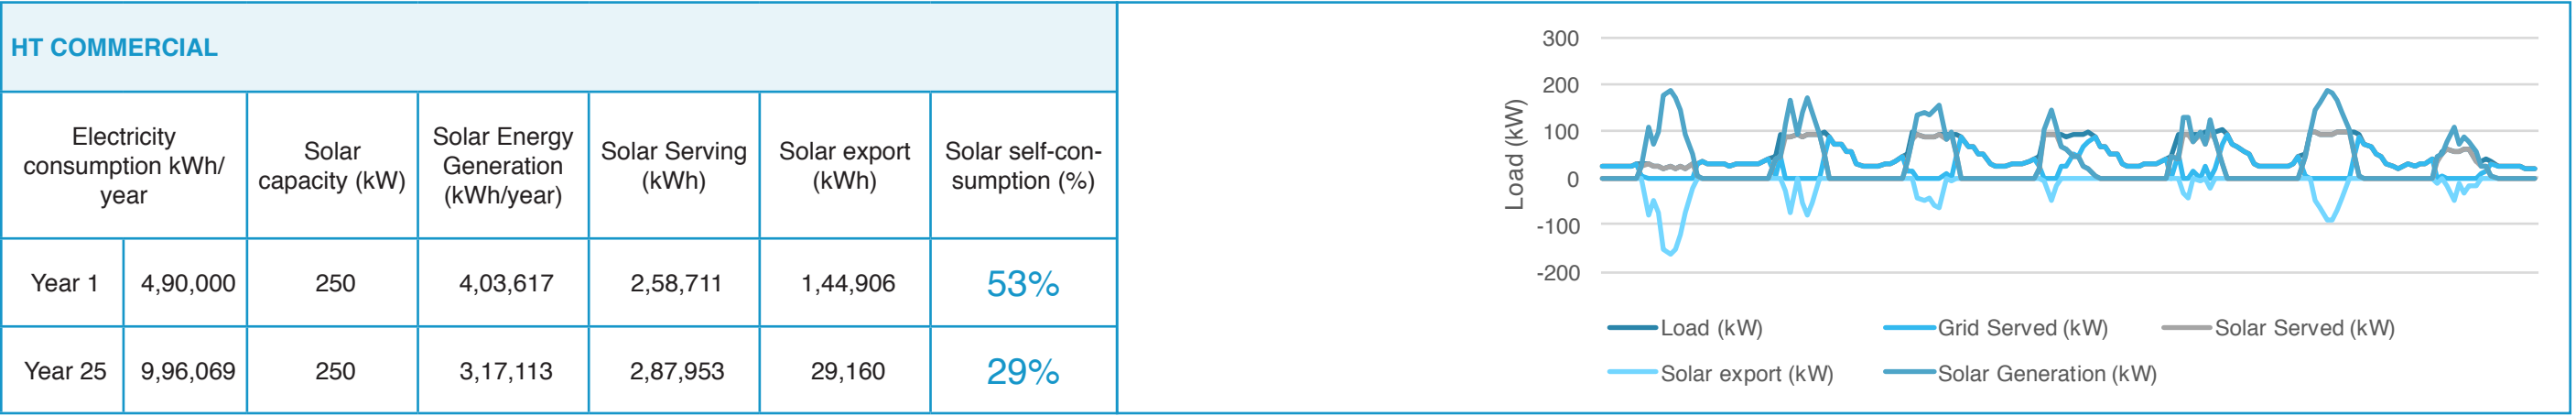 HT COMMERCIAL
Electricity
consumption kWh/
year
Solar
capacity (kW)
Solar Energy
Generation
(kWh/year)
Solar Serving
(kWh)
Solar export
(kWh)
Solar self-con-
sumption (%)
Year 1 4,90,000 250 4,03,617 2,58,711 1,44,906 53%
Year 25 9,96,069 250 3,17,113 2,87,953 29,160 29%
Load (kW)
300
200
100
0
-100
-200
Load (kW) Grid Served (kW) Solar Served (kW)
Solar export (kW) Solar Generation (kW)